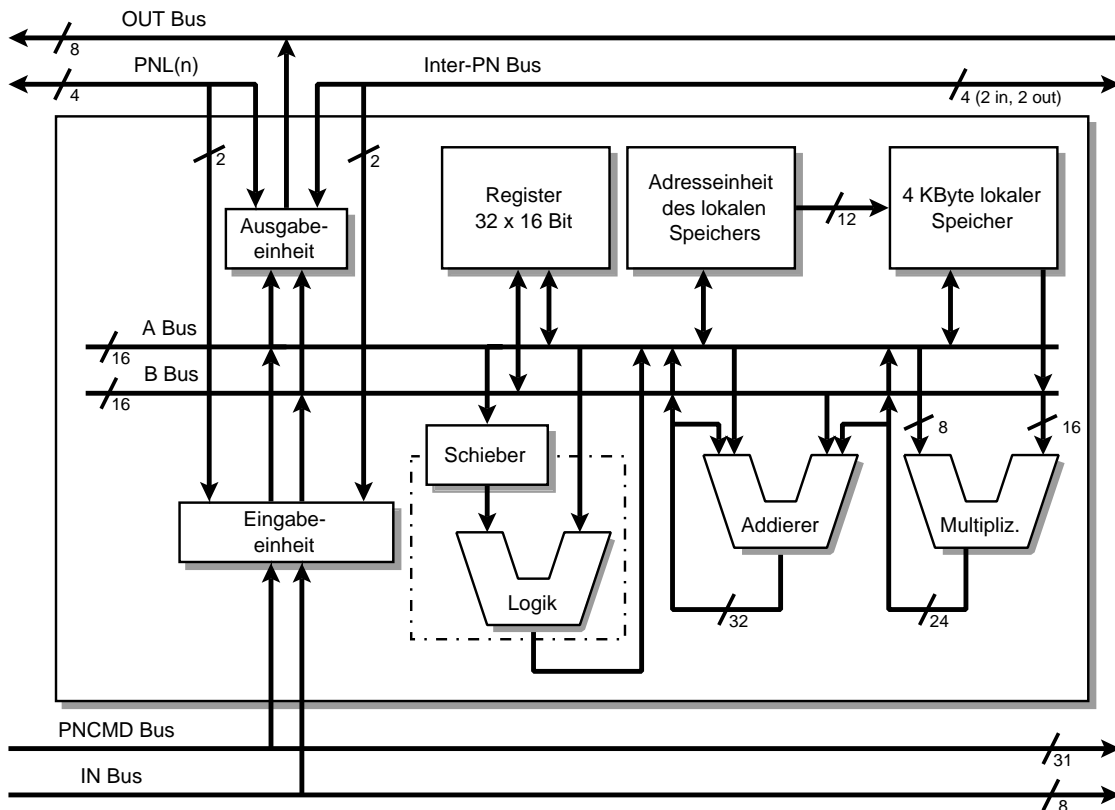 OUT Bus
8
PNL(n)
Inter-PN Bus
4
4 (2 in, 2 out)
2
2
Register
32 x 16 Bit
Adresseinheit
des lokalen
Speichers
12
4 KByte lokaler
Speicher
Ausgabe-
einheit
A Bus
16
B Bus
16
8
16
Schieber
Eingabe-
einheit
Addierer
Multipliz.
Logik
32
24
PNCMD Bus
31
IN Bus
8